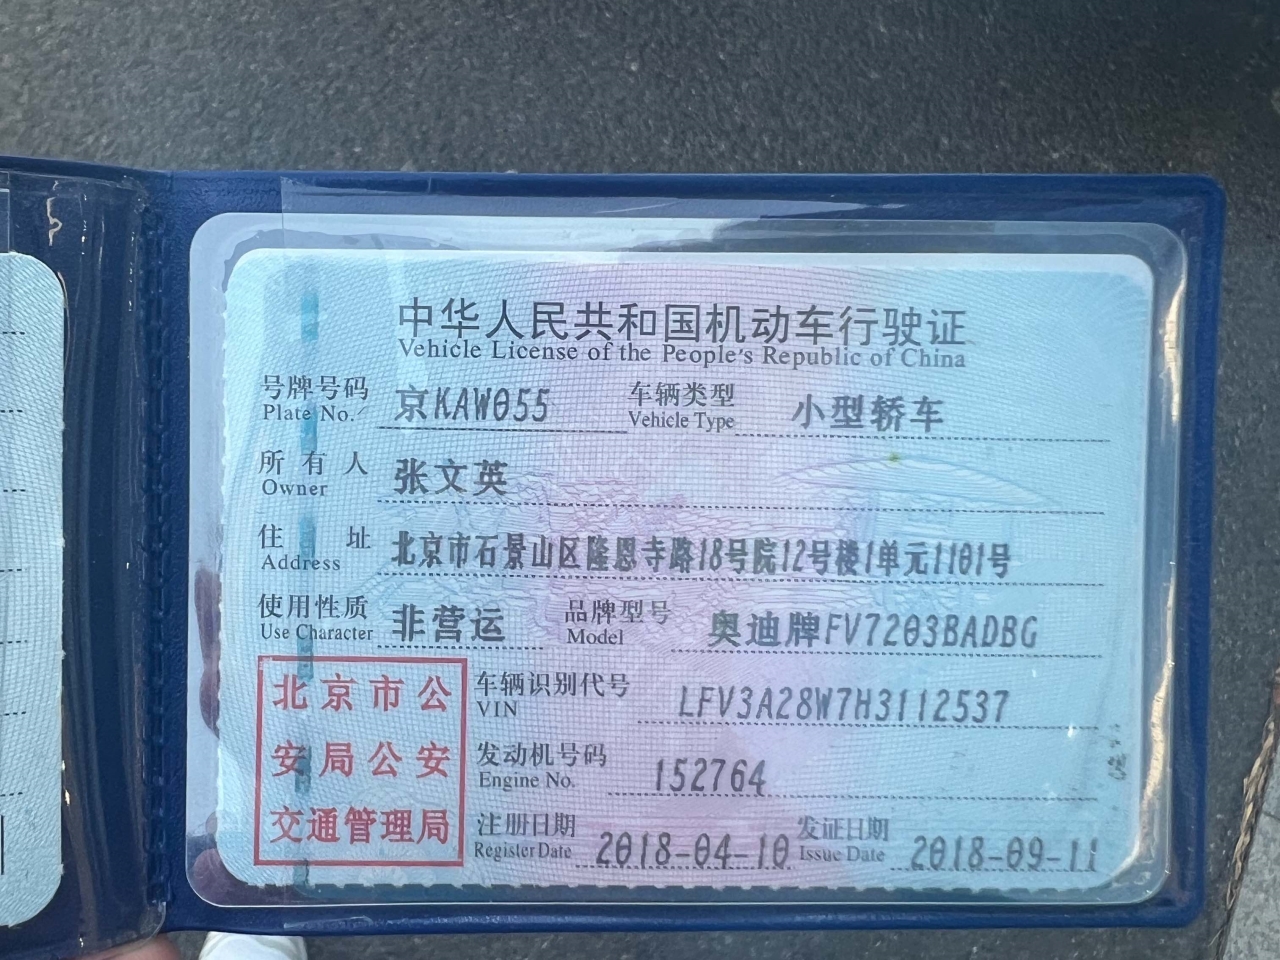 中华人民共和国机动车行驶证
Vehicle License of the People's Republic of China
号牌号码 京KAW055 车辆类型 小型轿车
Plate No. Vehicle Type
所有人 张文英
Owner
住址 北京市石景山区隆恩寺路18号院12号楼1单元1101号
Address
使用性质 非营运 品牌型号 奥迪牌FV7203BADBG
Use Character Model
北京市公
安局公安
交通管理局
车辆识别代号 LFV3A28W7H3112537
VIN
发动机号码 152764
Engine No.
注册日期 2018-04-10 发证日期 2018-09-11
Register Date Issue Date